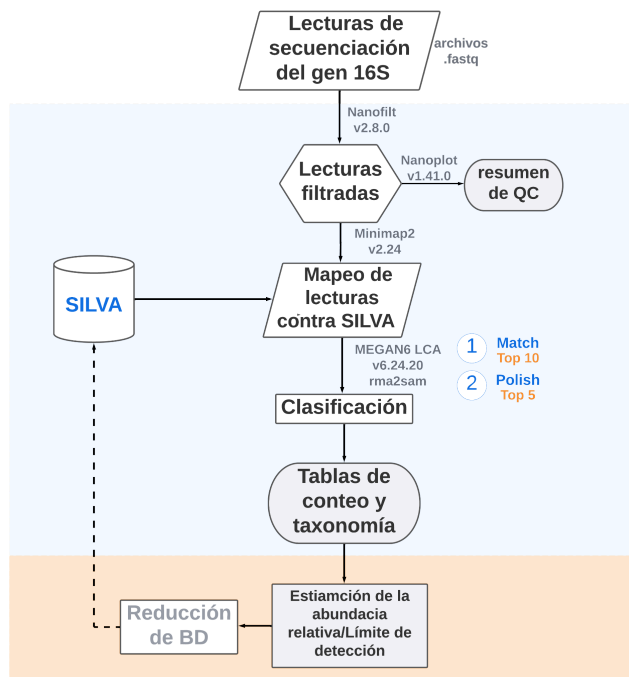 Lecturas de
secuenciación
del gen 16S
archivos
.fastq
Nanofilt
v2.8.0
Lecturas
filtradas
Nanoplot
v1.41.0
resumen
de QC
Minimap2
v2.24
SILVA
Mapeo de
lecturas
contra SILVA
MEGAN6 LCA
v6.24.20
rma2sam
1
Match
Top 10
2
Polish
Top 5
Clasificación
Tablas de
conteo y
taxonomía
Estiamción de la
abundacia
relativa/Límite de
detección
Reducción
de BD